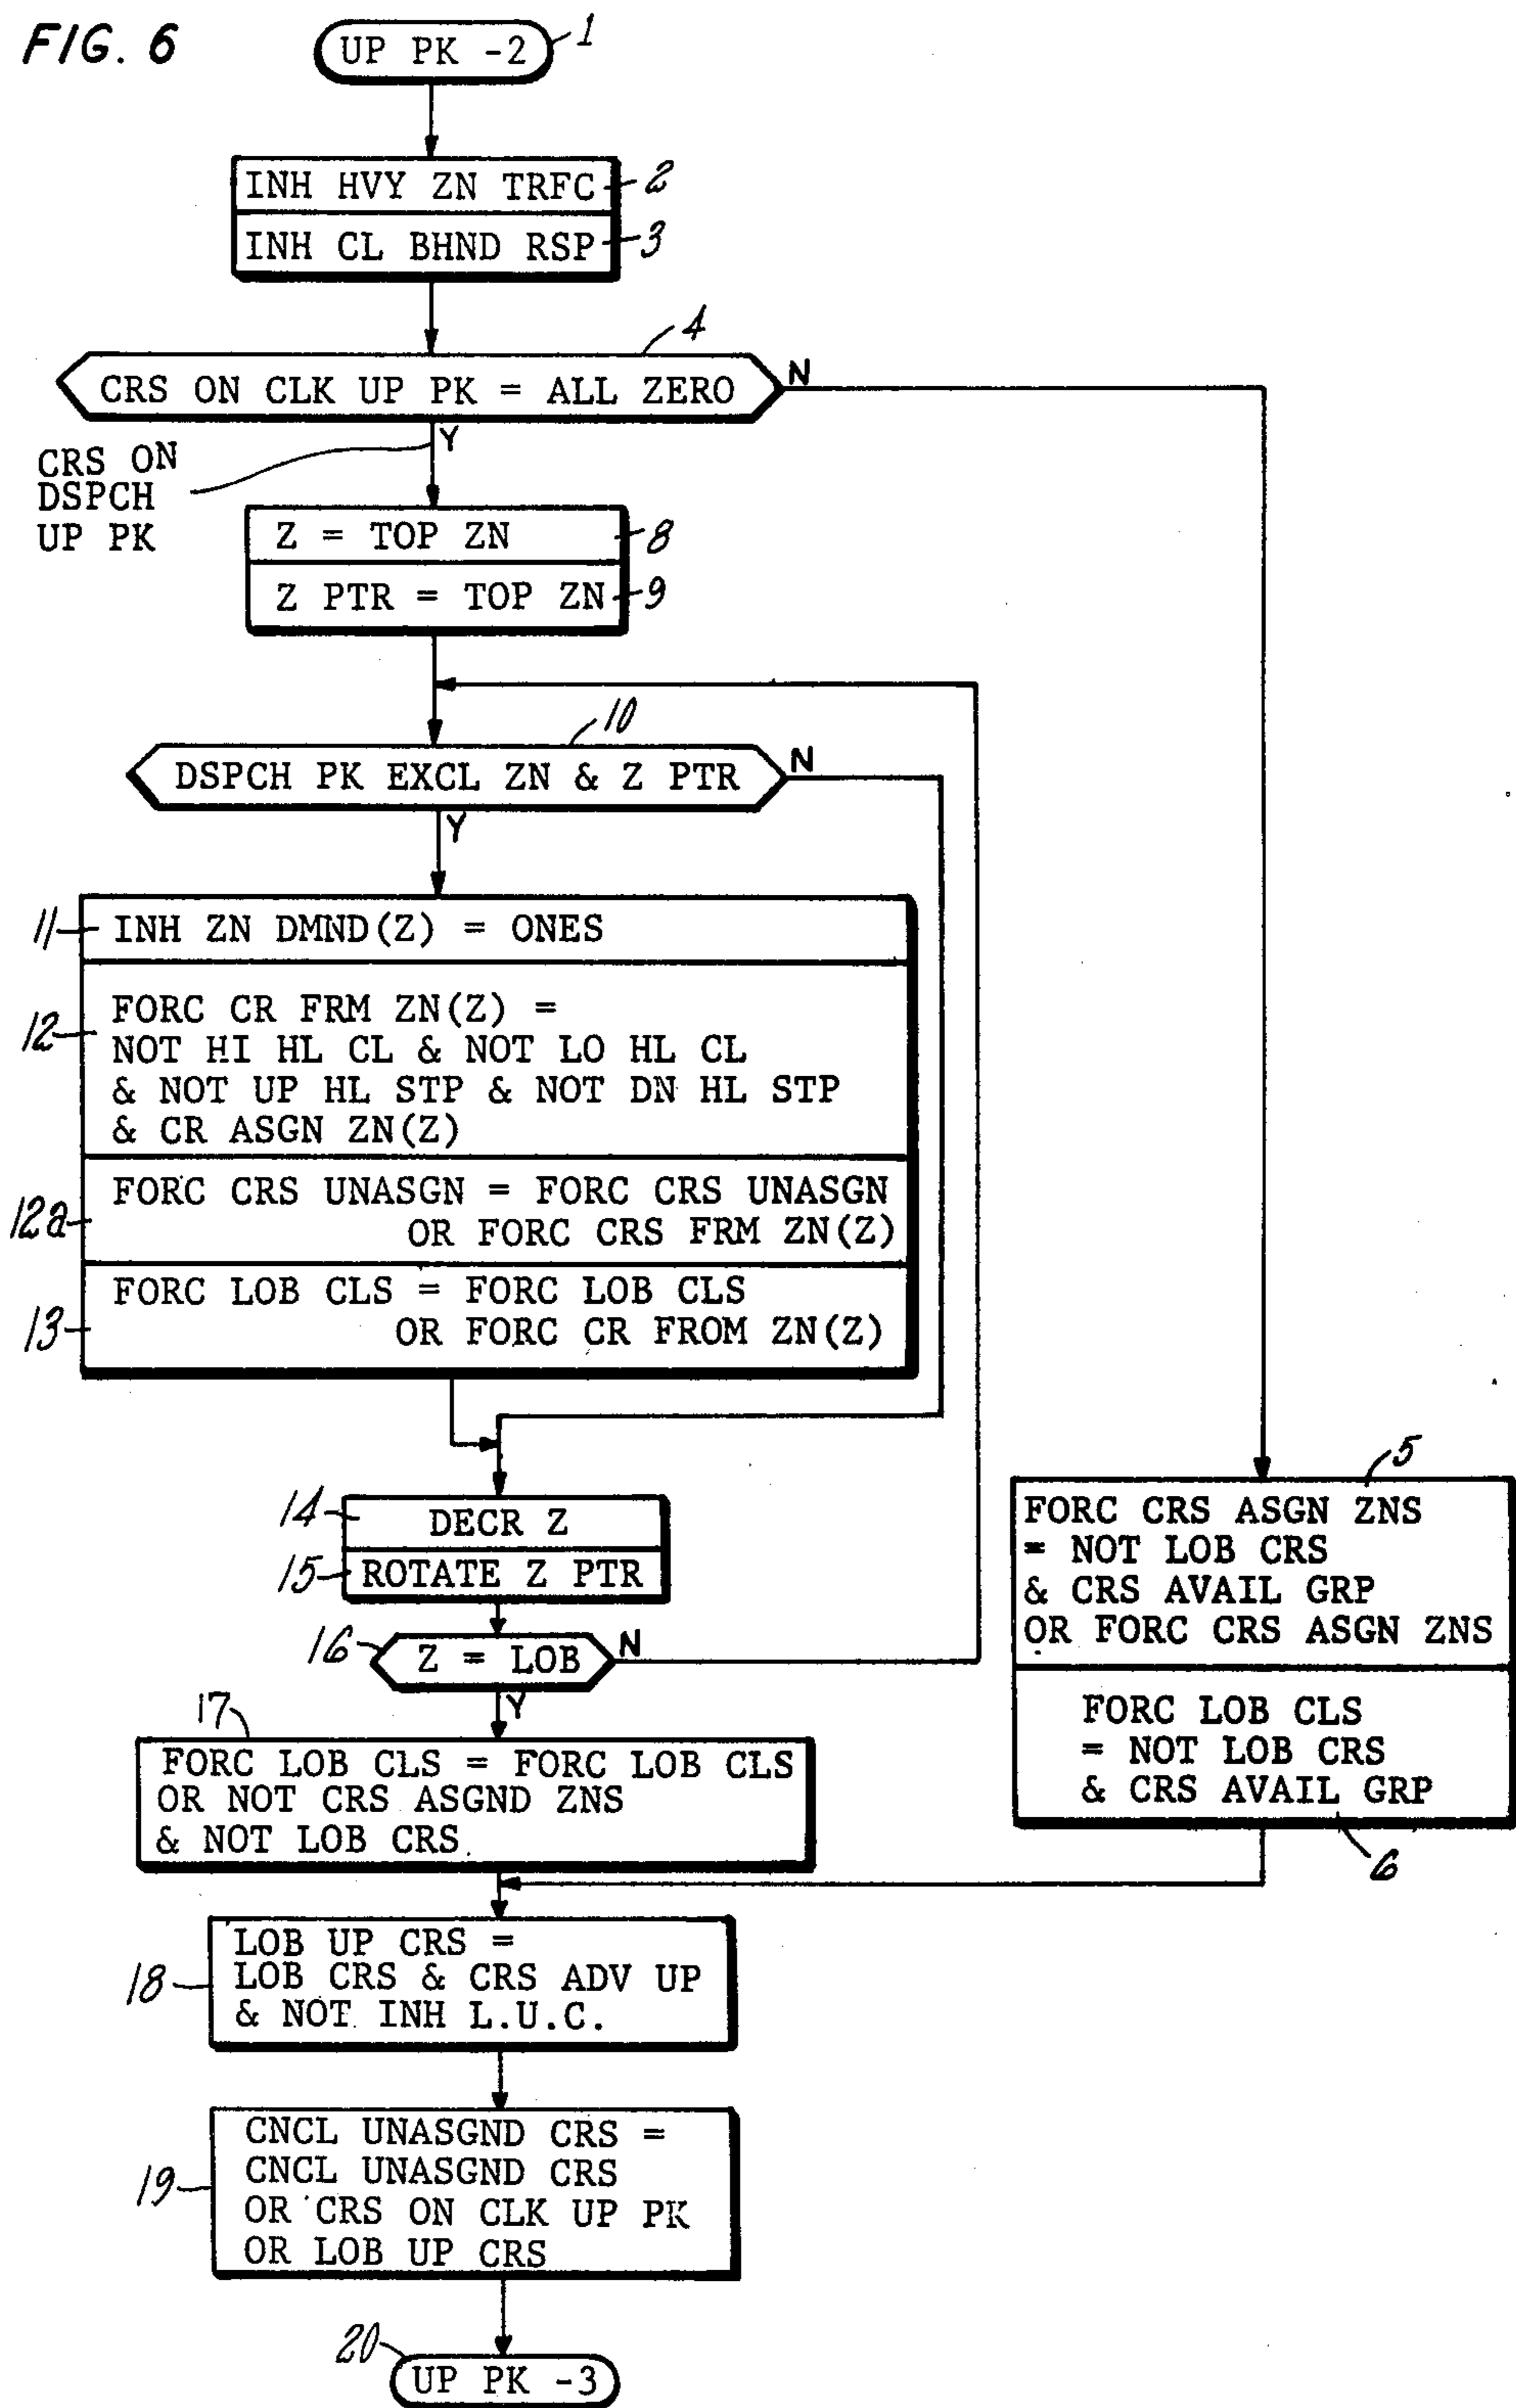 FIG. 6
UP PK -2
1
INH HVY ZN TRFC
2
INH CL BHND RSP
3
4
CRS ON CLK UP PK = ALL ZERO
N
Y
CRS ON
DSPCH
UP PK
Z = TOP ZN
8
Z PTR = TOP ZN
9
10
DSPCH PK EXCL ZN & Z PTR
N
Y
11
INH ZN DMND(Z) = ONES
12
FORC CR FRM ZN(Z) =
NOT HI HL CL & NOT LO HL CL
& NOT UP HL STP & NOT DN HL STP
& CR ASGN ZN(Z)
12a
FORC CRS UNASGN = FORC CRS UNASGN
OR FORC CRS FRM ZN(Z)
13
FORC LOB CLS = FORC LOB CLS
OR FORC CR FROM ZN(Z)
14
DECR Z
15
ROTATE Z PTR
16
Z = LOB
N
Y
5
FORC CRS ASGN ZNS
= NOT LOB CRS
& CRS AVAIL GRP
OR FORC CRS ASGN ZNS
FORC LOB CLS
= NOT LOB CRS
& CRS AVAIL GRP
6
17
FORC LOB CLS = FORC LOB CLS
OR NOT CRS ASGND ZNS
& NOT LOB CRS
18
LOB UP CRS =
LOB CRS & CRS ADV UP
& NOT INH L.U.C.
19
CNCL UNASGND CRS =
CNCL UNASGND CRS
OR CRS ON CLK UP PK
OR LOB UP CRS
20
UP PK -3